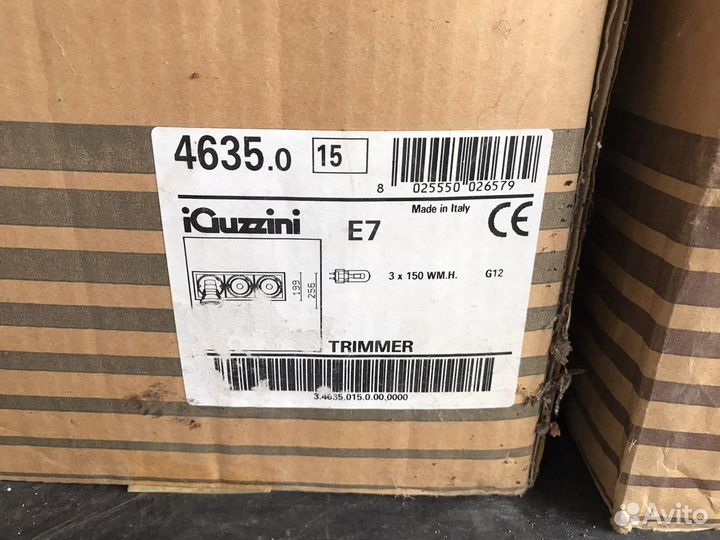 4635.0 15
8 025550 026579
iGuzzini E7 Made in Italy CE
199 256
3 x 150 WM.H. G12
TRIMMER
3.4635.015.0.00.0000
Avito